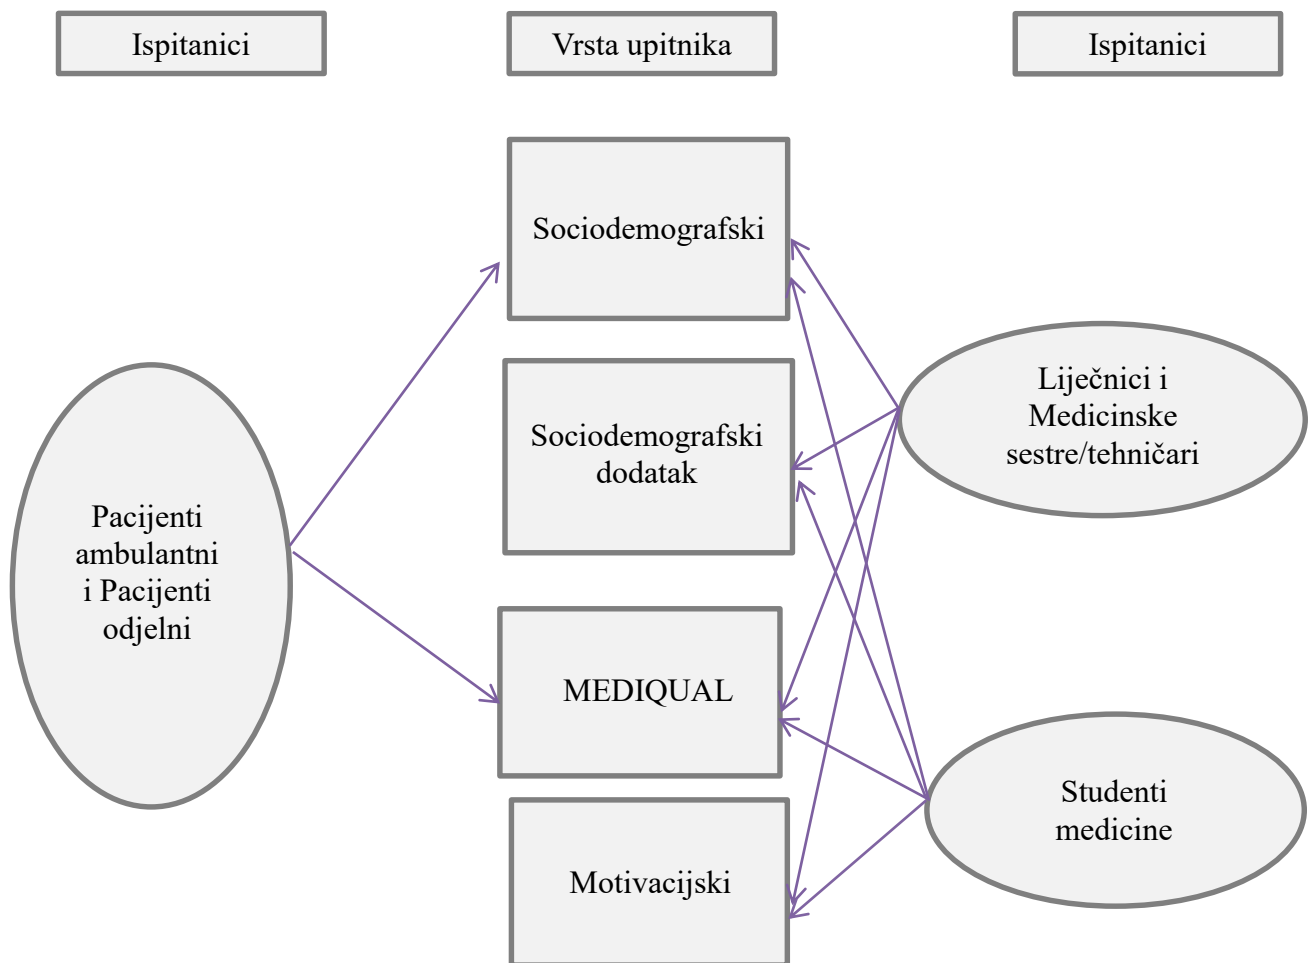 Ispitanici
Vrsta upitnika
Ispitanici
Sociodemografski
Sociodemografski
dodatak
MEDIQUAL
Motivacijski
Pacijenti
ambulantni
i Pacijenti
odjelni
Liječnici i
Medicinske
sestre/tehničari
Studenti
medicine